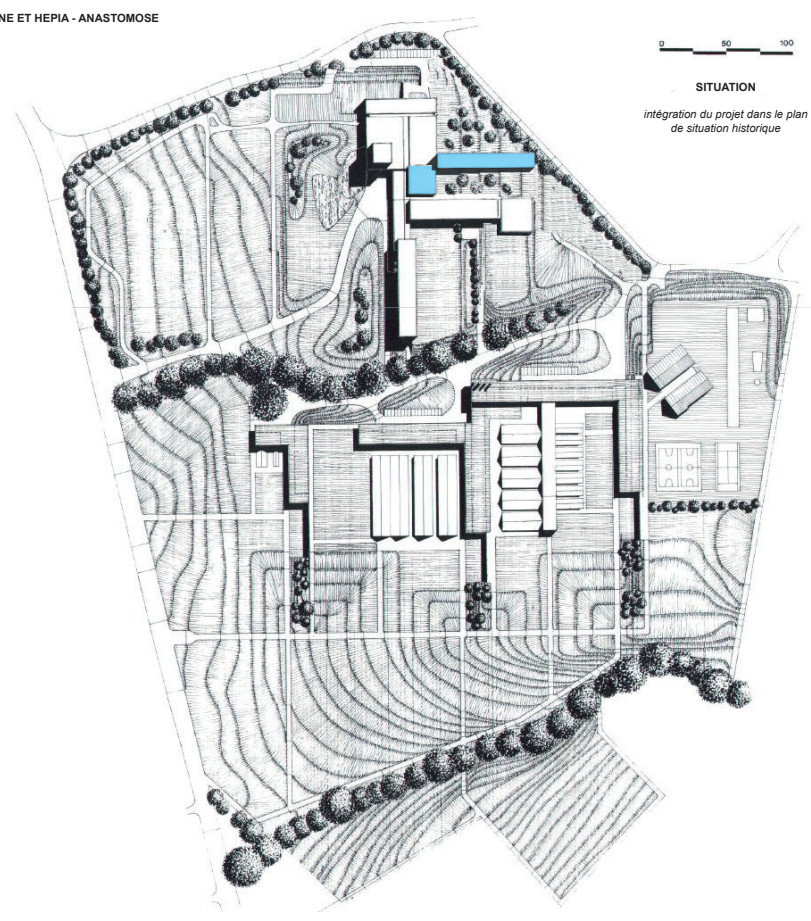 NE ET HEPIA - ANASTOMOSE
0 50 100
SITUATION
intégration du projet dans le plan
de situation historique